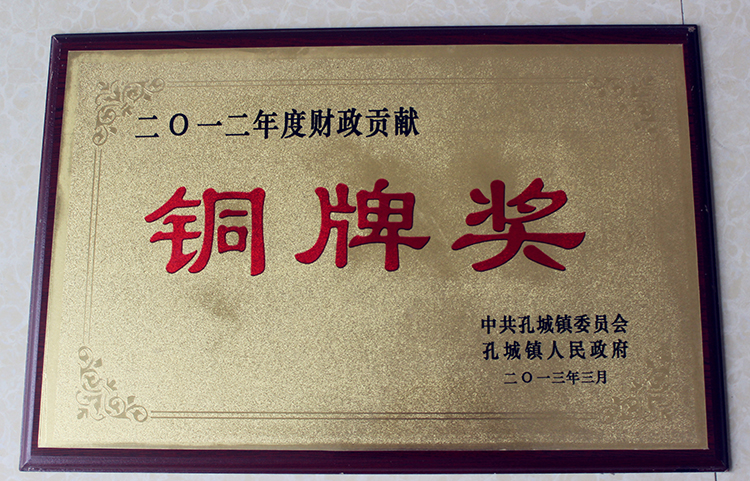 二〇一二年度财政贡献
铜牌奖
中共孔城镇委员会
孔城镇人民政府
二〇一三年三月